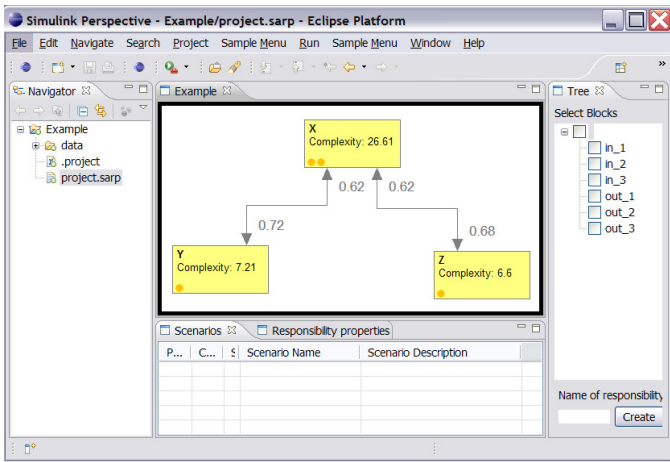 Simulink Perspective - Example/project.sarp - Eclipse Platform
File Edit Navigate Search Project Sample Menu Run Sample Menu Window Help
»
Navigator
Example
data
.project
project.sarp
Example
X
Complexity: 26.61
0.62 0.62
0.72
0.68
Y
Complexity: 7.21
Z
Complexity: 6.6
Scenarios Responsibility properties
P... C... S Scenario Name Scenario Description
Tree
Select Blocks
in_1
in_2
in_3
out_1
out_2
out_3
Name of responsibility
Create